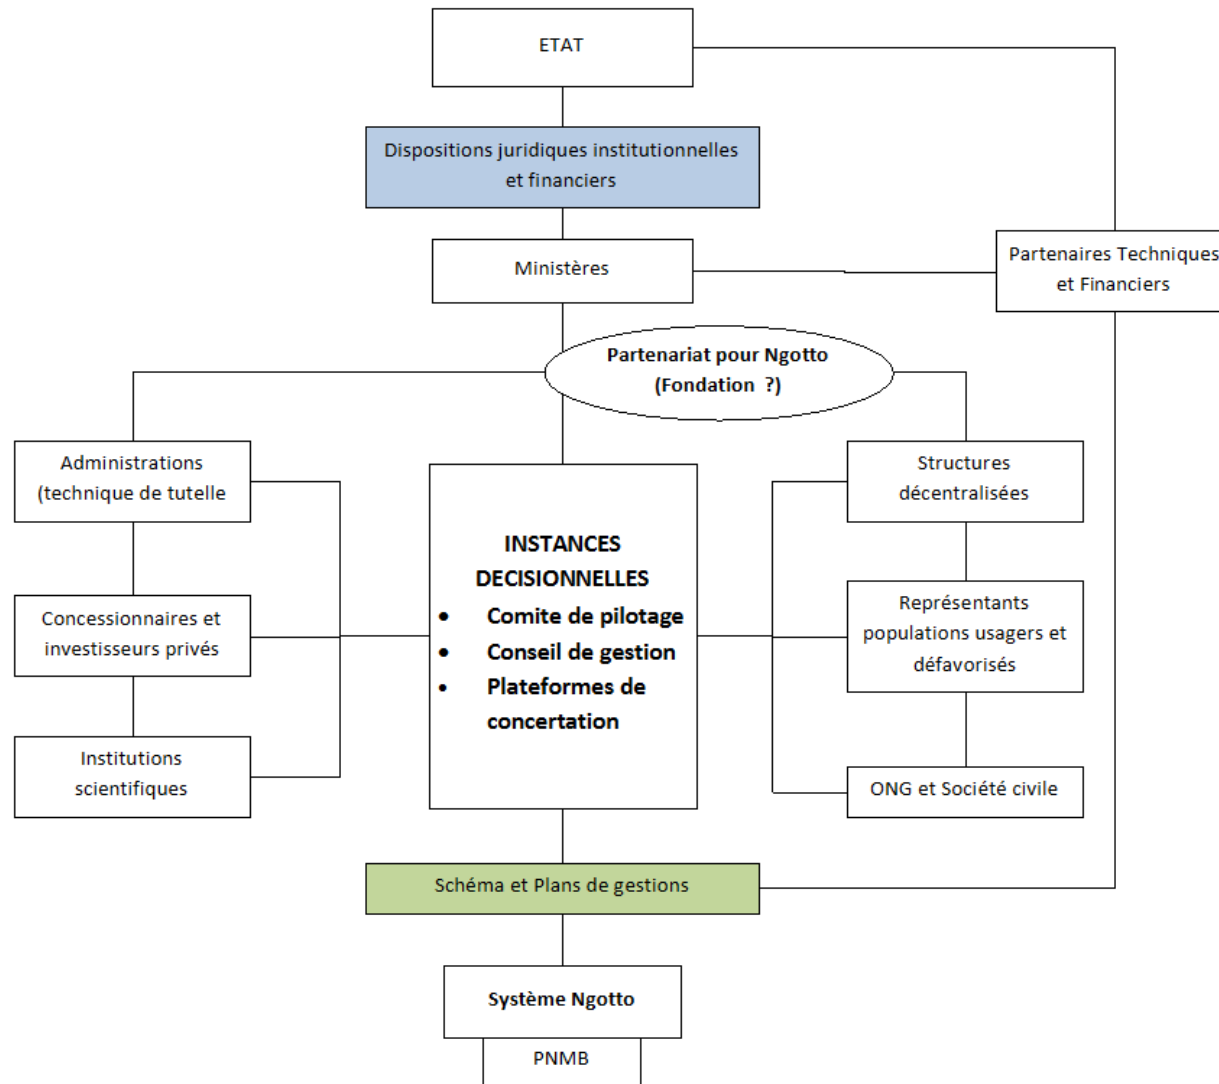 ETAT
Dispositions juridiques institutionnelles
et financiers
Ministères
Partenaires Techniques
et Financiers
Partenariat pour Ngotto
(Fondation ?)
Administrations
(technique de tutelle
Concessionnaires et
investisseurs privés
Institutions
scientifiques
INSTANCES
DECISIONNELLES
• Comite de pilotage
• Conseil de gestion
• Plateformes de
concertation
Structures
décentralisées
Représentants
populations usagers et
défavorisés
ONG et Société civile
Schéma et Plans de gestions
Système Ngotto
PNMB